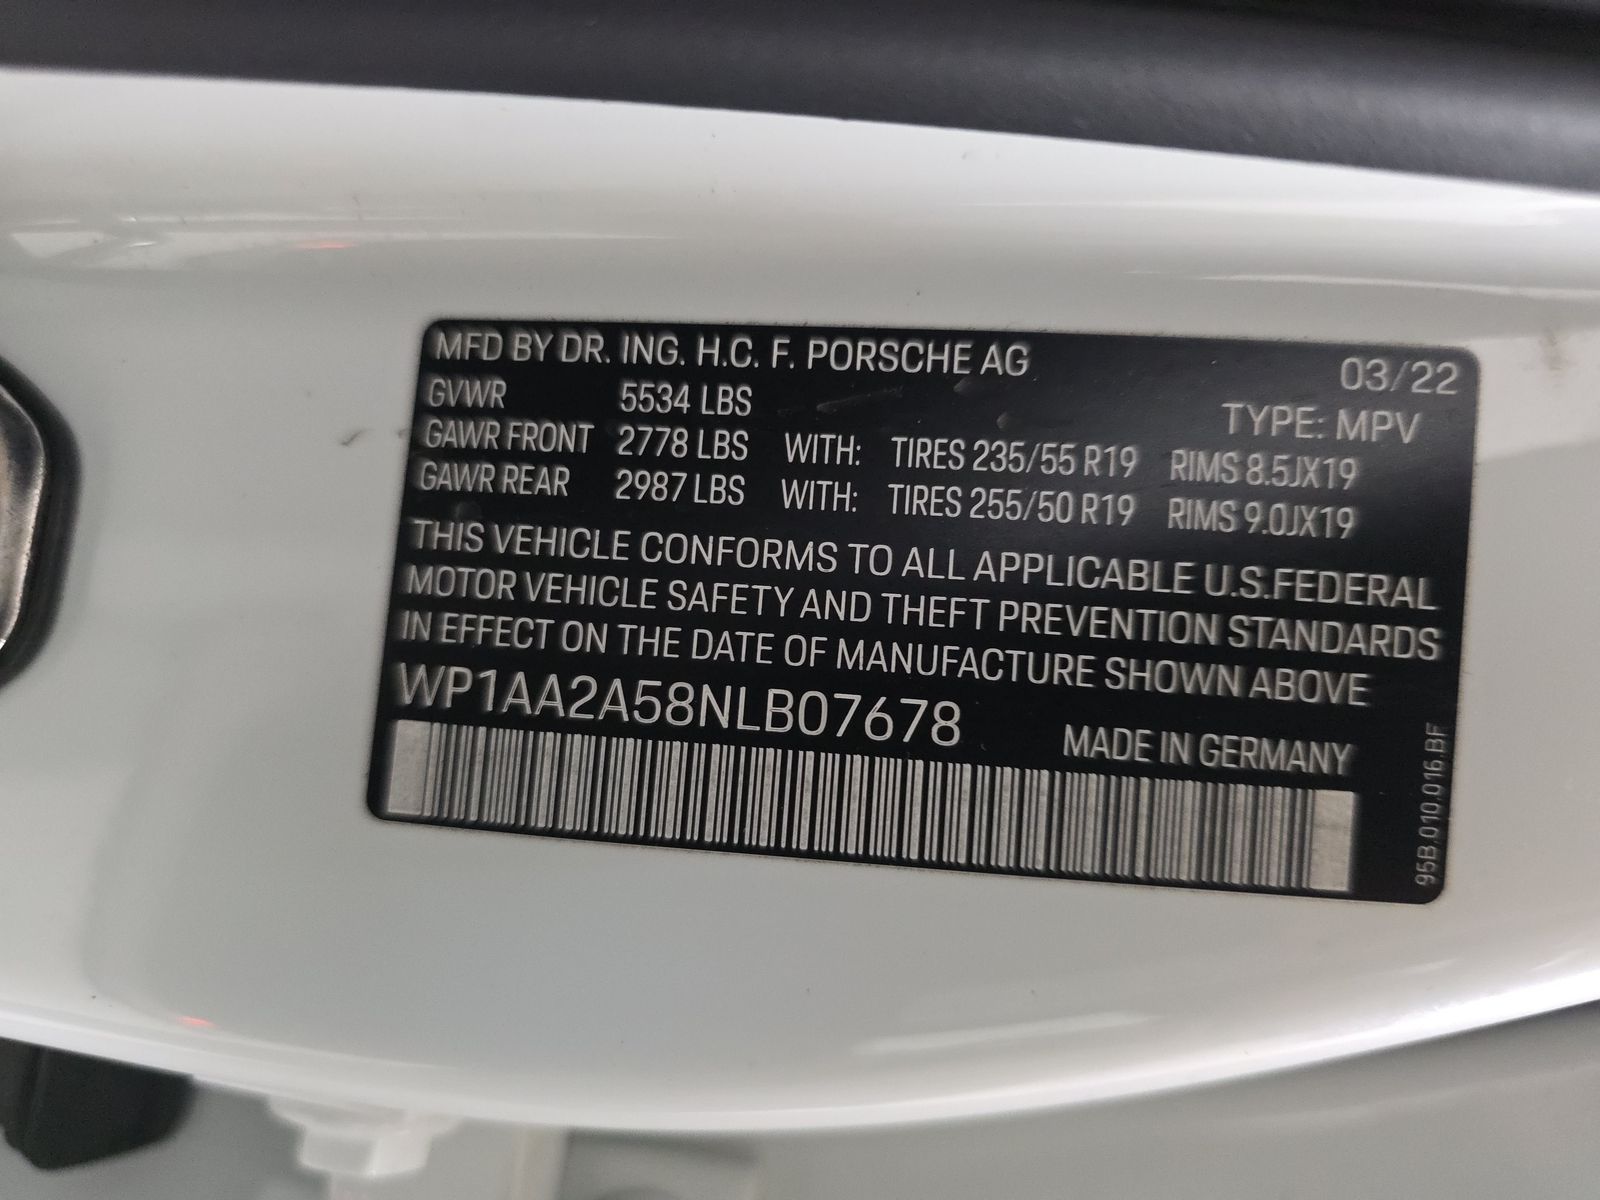 MFD BY DR. ING. H.C. F. PORSCHE AG 03/22
GVWR 5534 LBS TYPE: MPV
GAWR FRONT 2778 LBS WITH: TIRES 235/55 R19 RIMS 8.5JX19
GAWR REAR 2987 LBS WITH: TIRES 255/50 R19 RIMS 9.0JX19
THIS VEHICLE CONFORMS TO ALL APPLICABLE U.S.FEDERAL
MOTOR VEHICLE SAFETY AND THEFT PREVENTION STANDARDS
IN EFFECT ON THE DATE OF MANUFACTURE SHOWN ABOVE
WP1AA2A58NLB07678
MADE IN GERMANY
95B.010.016.BF